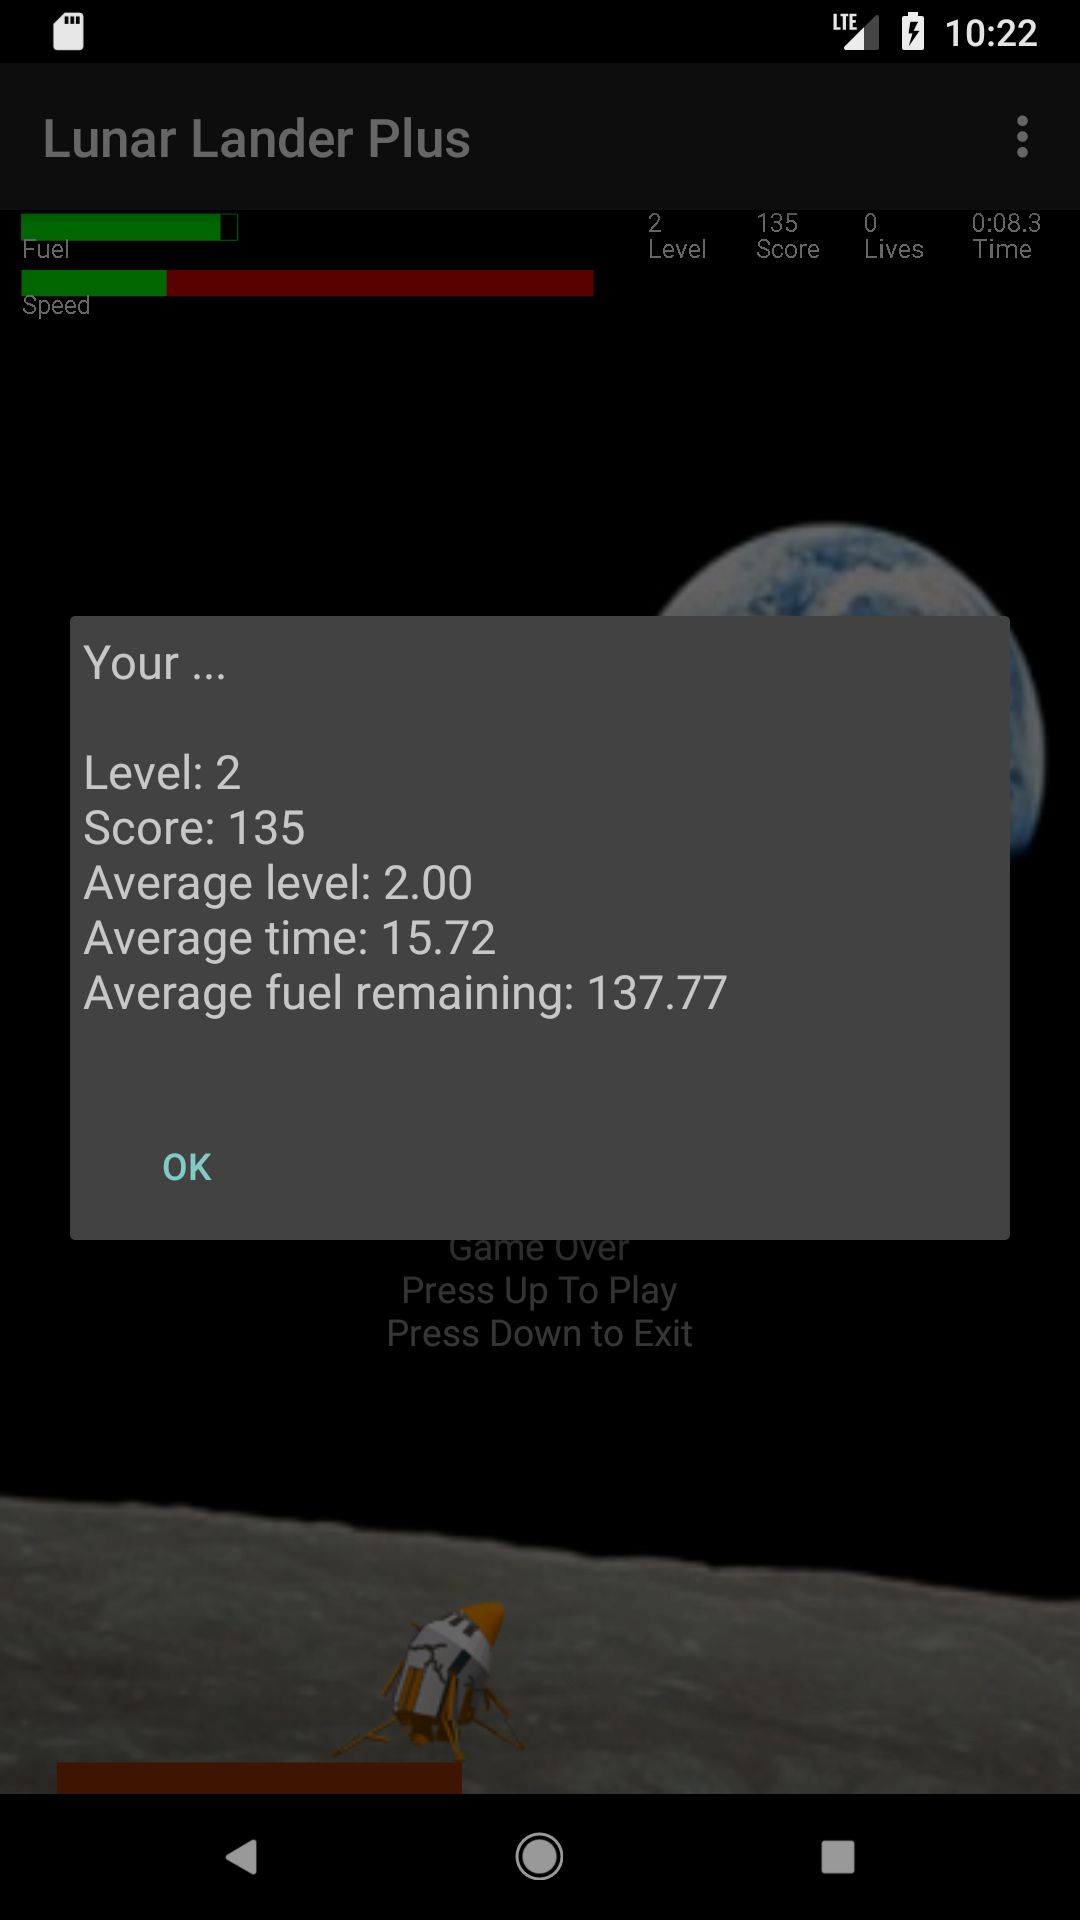 LTE 10:22
Lunar Lander Plus
2 135 0 0:08.3
Fuel Level Score Lives Time
Speed
Your ...
Level: 2
Score: 135
Average level: 2.00
Average time: 15.72
Average fuel remaining: 137.77
OK
Game Over
Press Up To Play
Press Down to Exit